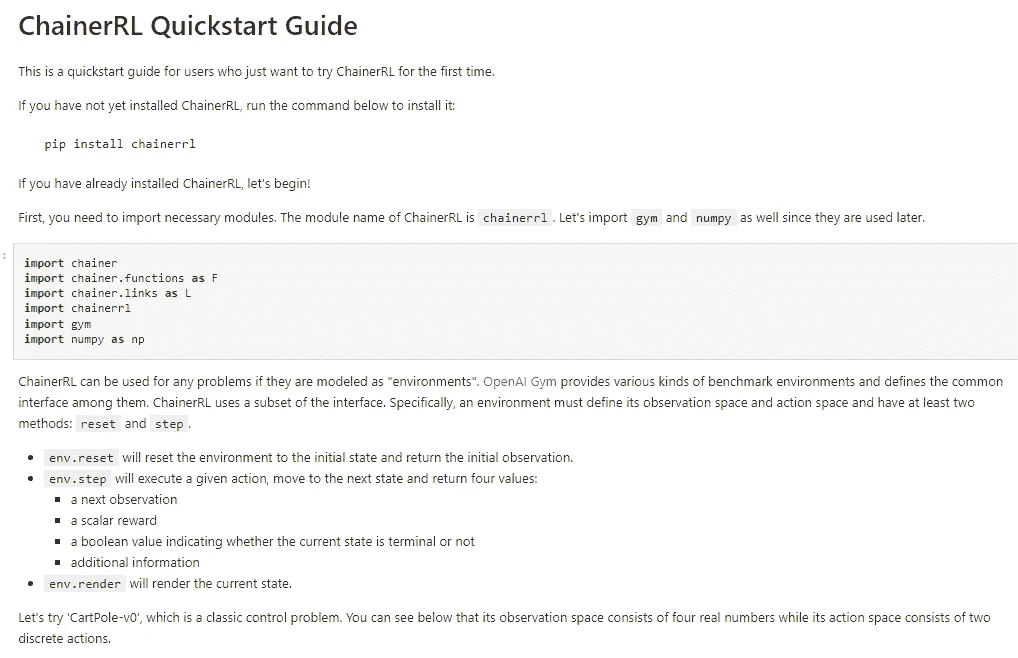 ChainerRL Quickstart Guide
This is a quickstart guide for users who just want to try ChainerRL for the first time.
If you have not yet installed ChainerRL, run the command below to install it:
pip install chainerrl
If you have already installed ChainerRL, let's begin!
First, you need to import necessary modules. The module name of ChainerRL is chainerrl. Let's import gym and numpy as well since they are used later.
:
import chainer
import chainer.functions as F
import chainer.links as L
import chainerrl
import gym
import numpy as np
ChainerRL can be used for any problems if they are modeled as "environments". OpenAI Gym provides various kinds of benchmark environments and defines the common
interface among them. ChainerRL uses a subset of the interface. Specifically, an environment must define its observation space and action space and have at least two
methods: reset and step.
• env.reset will reset the environment to the initial state and return the initial observation.
• env.step will execute a given action, move to the next state and return four values:
▪ a next observation
▪ a scalar reward
▪ a boolean value indicating whether the current state is terminal or not
▪ additional information
• env.render will render the current state.
Let's try 'CartPole-v0', which is a classic control problem. You can see below that its observation space consists of four real numbers while its action space consists of two
discrete actions.